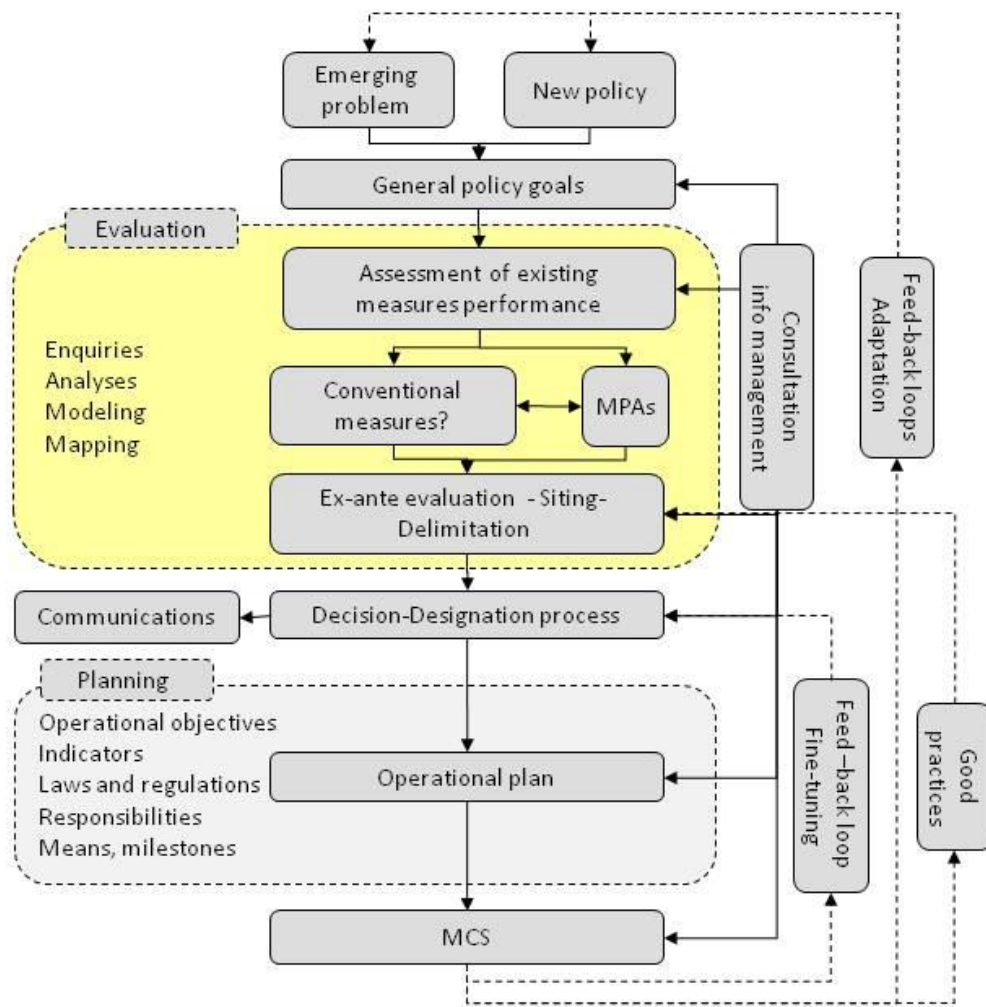 Emerging
problem
New policy
General policy goals
Evaluation
Assessment of existing
measures performance
Enquiries
Analyses
Modeling
Mapping
Conventional
measures?
MPAs
Ex-ante evaluation - Siting-
Delimitation
Consultation
info management
Feed-back loops
Adaptation
Communications
Decision-Designation process
Planning
Operational objectives
Indicators
Laws and regulations
Responsibilities
Means, milestones
Operational plan
Feed –back loop
Fine-tuning
Good
practices
MCS